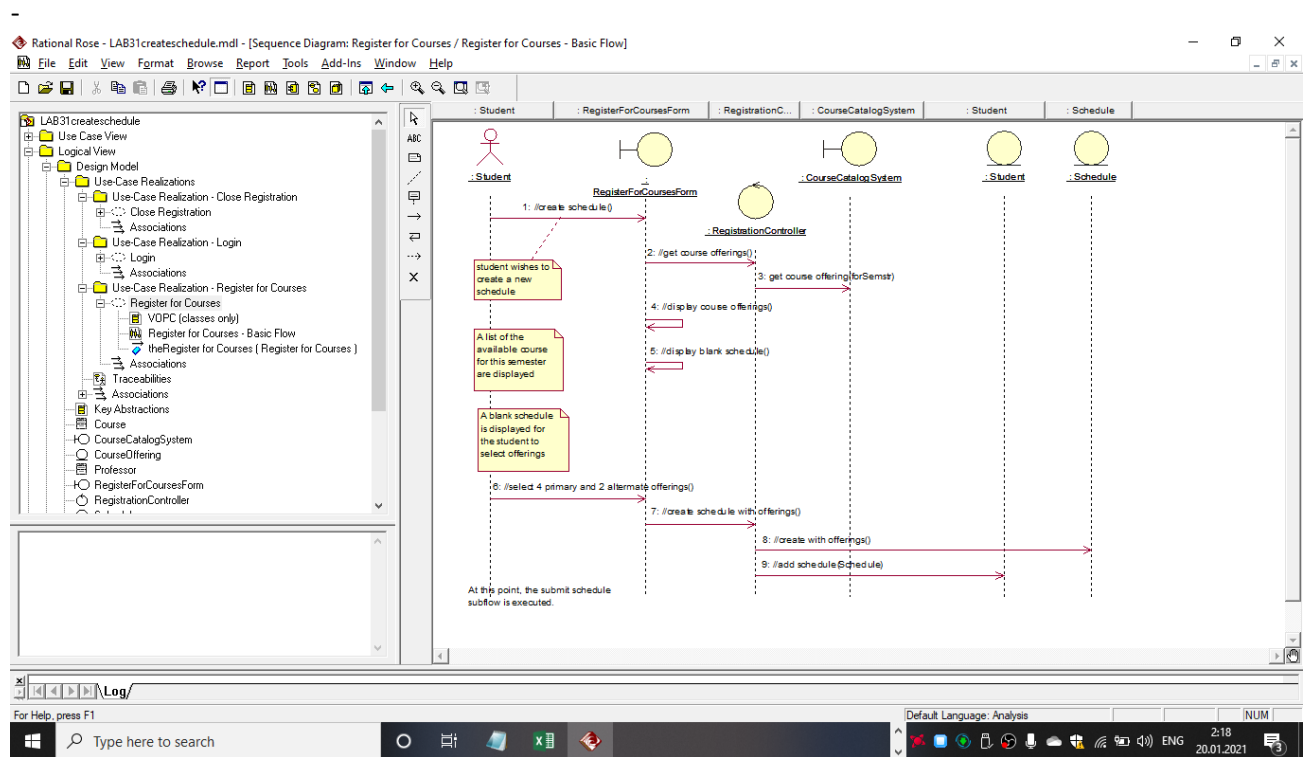 -
Rational Rose - LAB31createschedule.mdl - [Sequence Diagram: Register for Courses / Register for Courses - Basic Flow]
File Edit View Format Browse Report Tools Add-Ins Window Help
LAB31createschedule
Use Case View
Logical View
Design Model
Use-Case Realizations
Use-Case Realization - Close Registration
Close Registration
Associations
Use-Case Realization - Login
Login
Associations
Use-Case Realization - Register for Courses
Register for Courses
VOPC (classes only)
Register for Courses - Basic Flow
theRegister for Courses ( Register for Courses )
Associations
Traceabilities
Associations
Key Abstractions
Course
CourseCatalogSystem
CourseOffering
Professor
RegisterForCoursesForm
RegistrationController
ABC
: Student : RegisterForCoursesForm : RegistrationC... : CourseCatalogSystem : Student : Schedule
: Student
:
RegisterForCoursesForm
: RegistrationController
: CourseCatalogSystem
: Student
: Schedule
1: //create schedule()
2: //get course offerings()
student wishes to
create a new
schedule
3: get course offering(forSemstr)
4: //display course offerings()
A list of the
available course
for this semester
are displayed
5: //display blank schedule()
A blank schedule
is displayed for
the student to
select offerings
6: //select 4 primary and 2 alternate offerings()
7: //create schedule with offerings()
8: //create with offerings()
9: //add schedule(Schedule)
At this point, the submit schedule
subflow is executed.
Log
For Help, press F1
Default Language: Analysis
NUM
Type here to search
ENG
2:18
20.01.2021
3